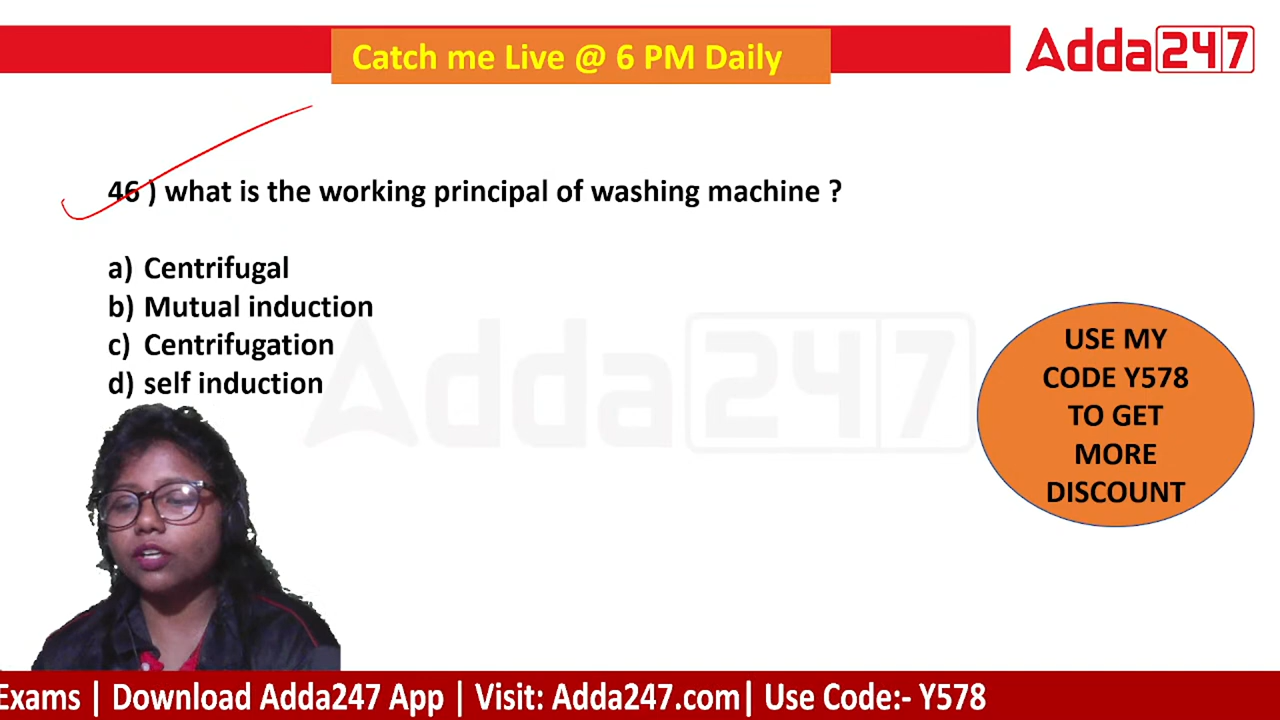 Catch me Live @ 6 PM Daily
Adda247
46 ) what is the working principal of washing machine ?
a) Centrifugal
b) Mutual induction
c) Centrifugation
d) self induction
Adda247
USE MY
CODE Y578
TO GET
MORE
DISCOUNT
Exams | Download Adda247 App | Visit: Adda247.com| Use Code:- Y578